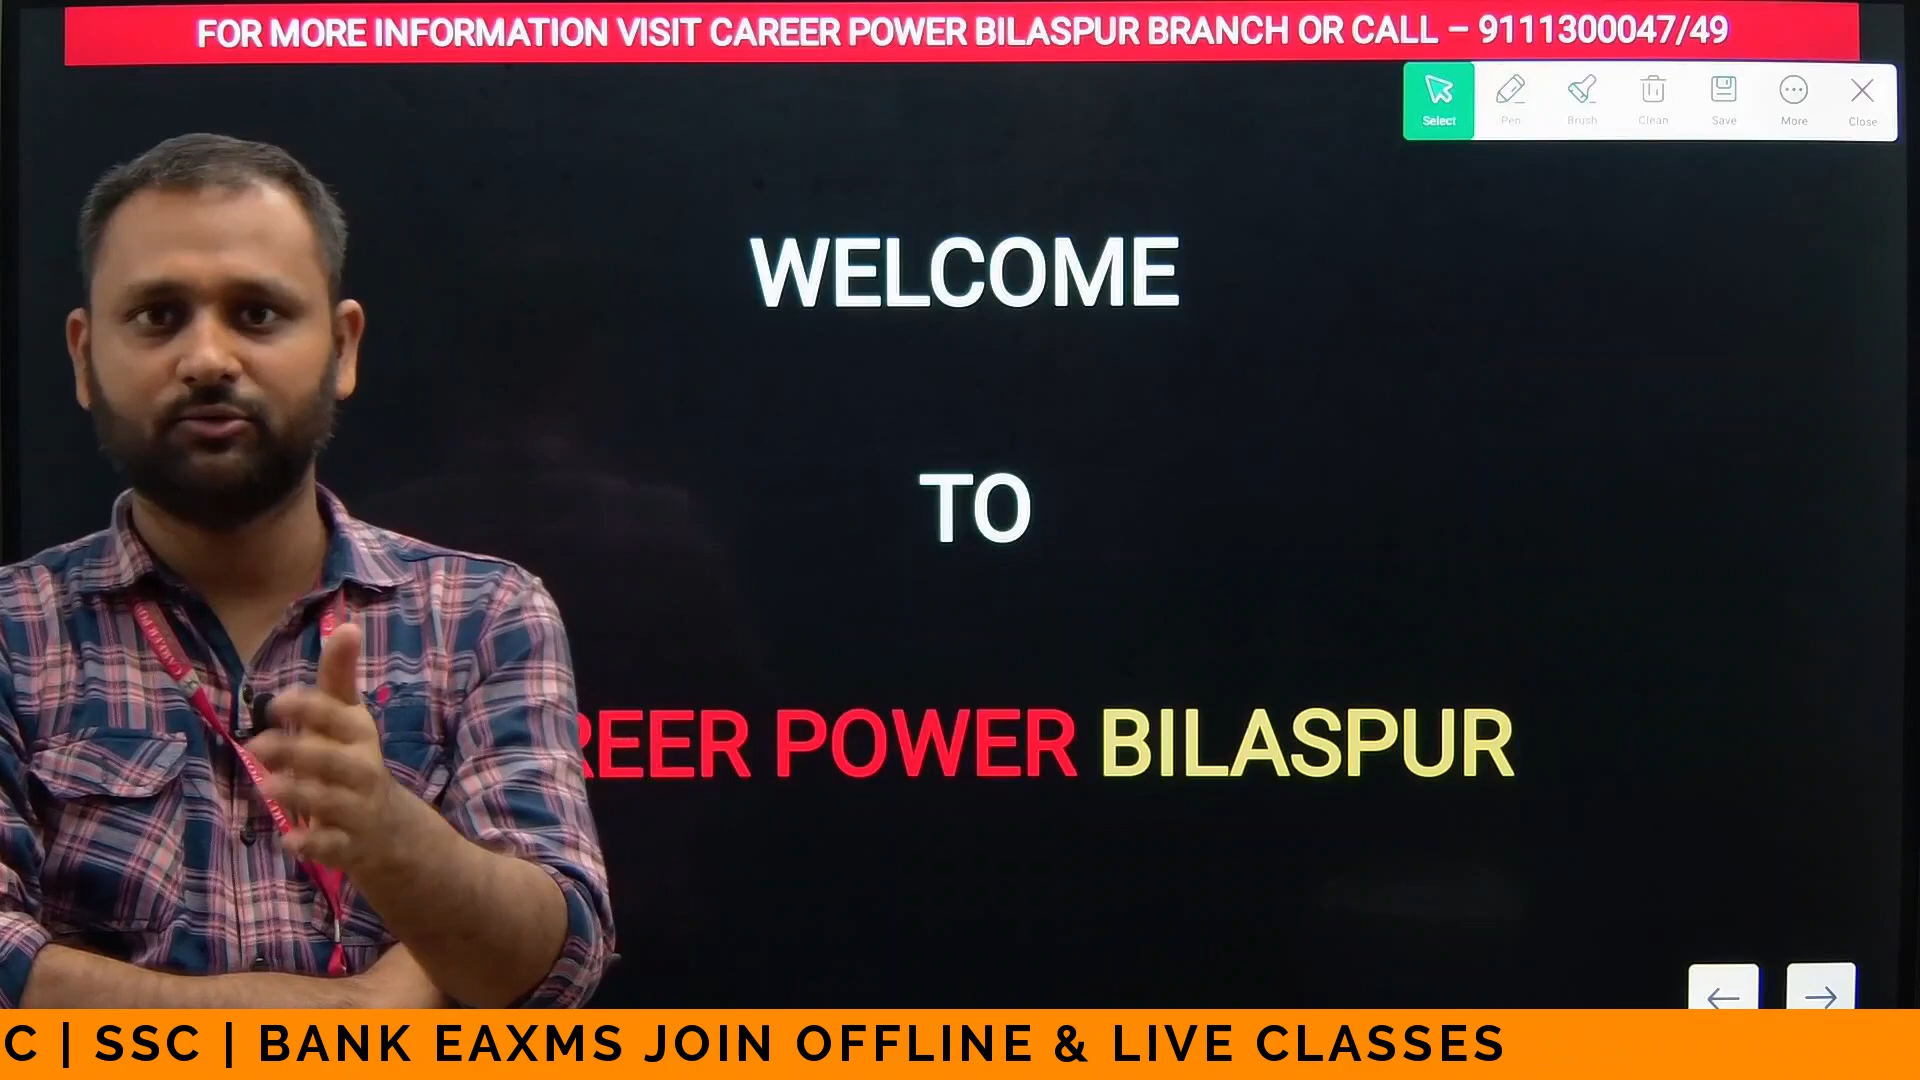 FOR MORE INFORMATION VISIT CAREER POWER BILASPUR BRANCH OR CALL – 9111300047/49
Select Pen Brush Clean Save More Close
WELCOME
TO
REER POWER BILASPUR
C | SSC | BANK EAXMS JOIN OFFLINE & LIVE CLASSES